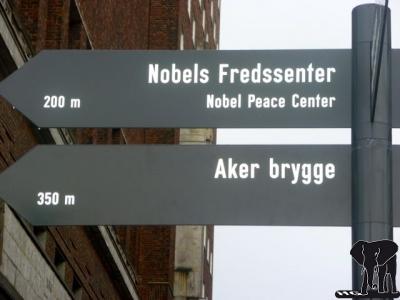 Nobels Fredssenter
200 m Nobel Peace Center
Aker brygge
350 m